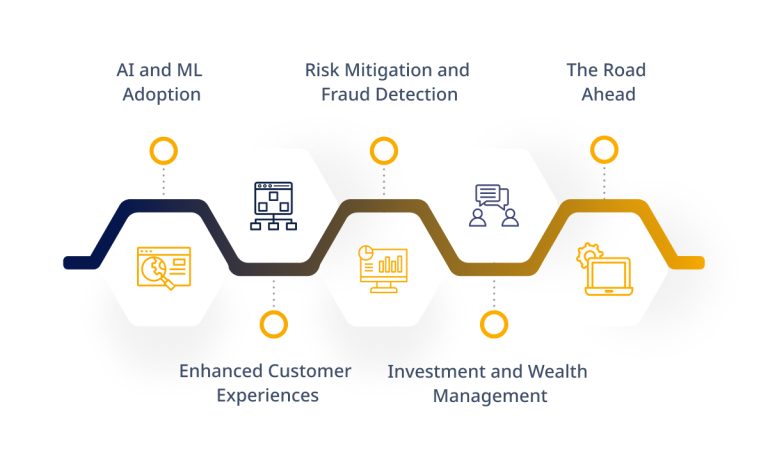 AI and ML
Adoption
Risk Mitigation and
Fraud Detection
The Road
Ahead
Enhanced Customer
Experiences
Investment and Wealth
Management